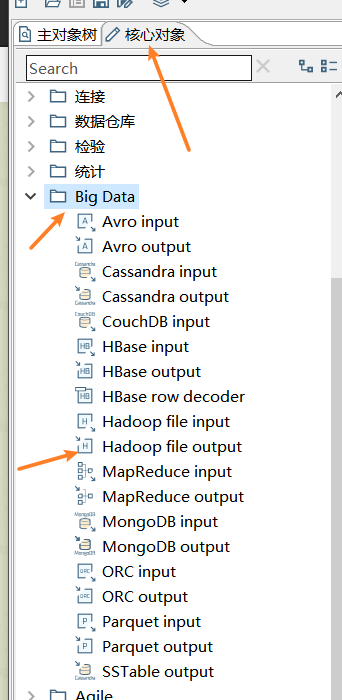 主对象树 核心对象
Search
连接
数据仓库
检验
统计
Big Data
Avro input
Avro output
Cassandra input
Cassandra output
CouchDB input
HBase input
HBase output
HBase row decoder
Hadoop file input
Hadoop file output
MapReduce input
MapReduce output
MongoDB input
MongoDB output
ORC input
ORC output
Parquet input
Parquet output
SSTable output
Agile